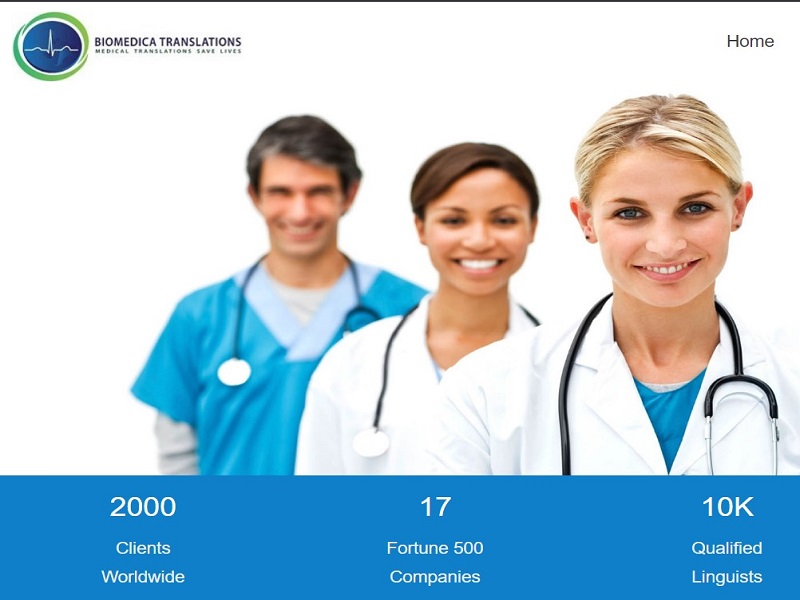 BIOMEDICA TRANSLATIONS
MEDICAL TRANSLATIONS SAVE LIVES
Home
2000
17
10K
Clients
Fortune 500
Qualified
Worldwide
Companies
Linguists